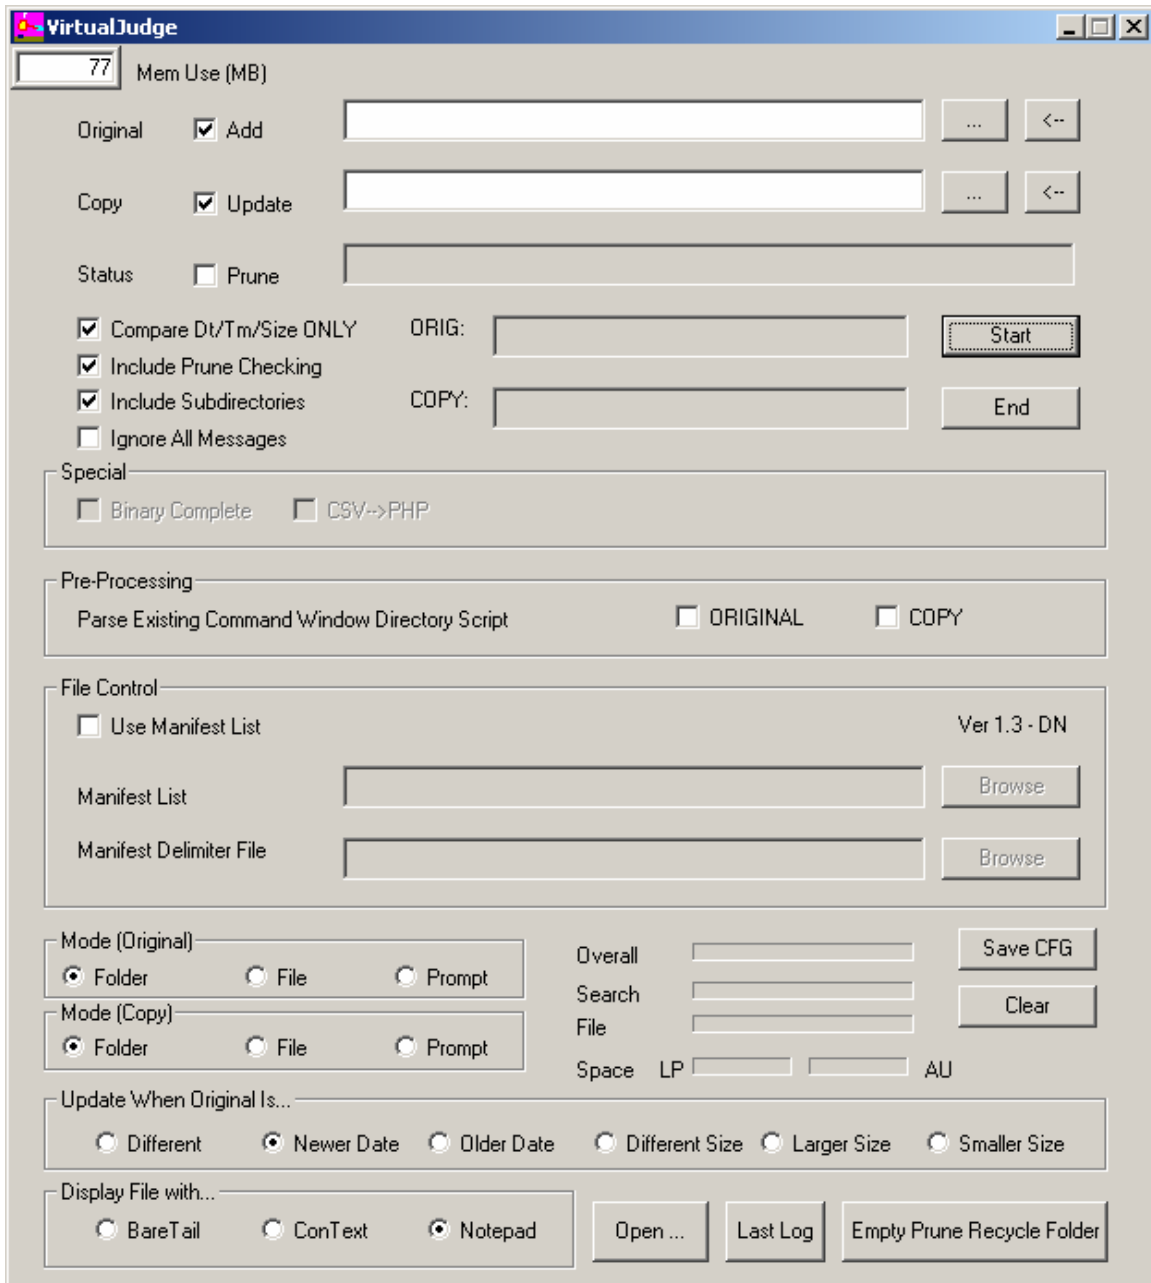 VirtualJudge
77 Mem Use (MB)
Original Add ... <--
Copy Update ... <--
Status Prune
Compare Dt/Tm/Size ONLY ORIG: Start
Include Prune Checking
Include Subdirectories COPY: End
Ignore All Messages
Special
Binary Complete CSV-->PHP
Pre-Processing
Parse Existing Command Window Directory Script ORIGINAL COPY
File Control
Use Manifest List Ver 1.3 - DN
Manifest List Browse
Manifest Delimiter File Browse
Mode (Original)
Folder File Prompt
Mode (Copy)
Folder File Prompt
Overall Save CFG
Search
File Clear
Space LP AU
Update When Original Is...
Different Newer Date Older Date Different Size Larger Size Smaller Size
Display File with...
BareTail ConText Notepad Open ... Last Log Empty Prune Recycle Folder